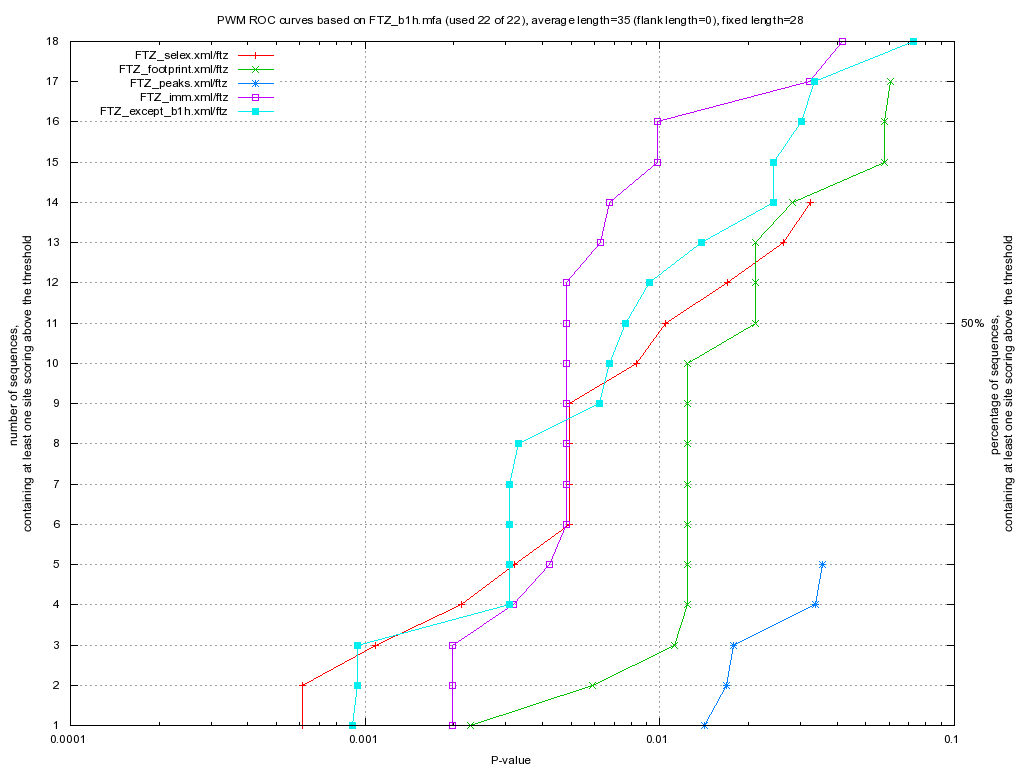 PWM ROC curves based on FTZ_b1h.mfa (used 22 of 22), average length=35 (flank length=0), fixed length=28
FTZ_selex.xml/ftz
FTZ_footprint.xml/ftz
FTZ_peaks.xml/ftz
FTZ_imm.xml/ftz
FTZ_except_b1h.xml/ftz
18
17
16
15
14
13
12
11
10
9
8
7
6
5
4
3
2
1
number of sequences,
containing at least one site scoring above the threshold
50%
percentage of sequences,
containing at least one site scoring above the threshold
0.0001
0.001
0.01
0.1
P-value